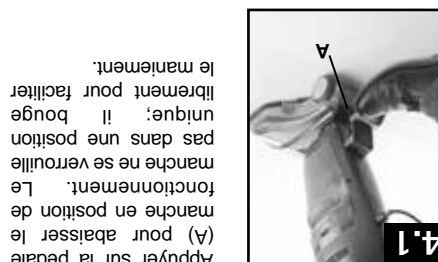 4.1
A
Appuyer sur la pédale
(A) pour abaisser le
manche en position de
fonctionnement. Le
manche ne se verrouille
pas dans une position
unique; il bouge
librement pour faciliter
le maniement.